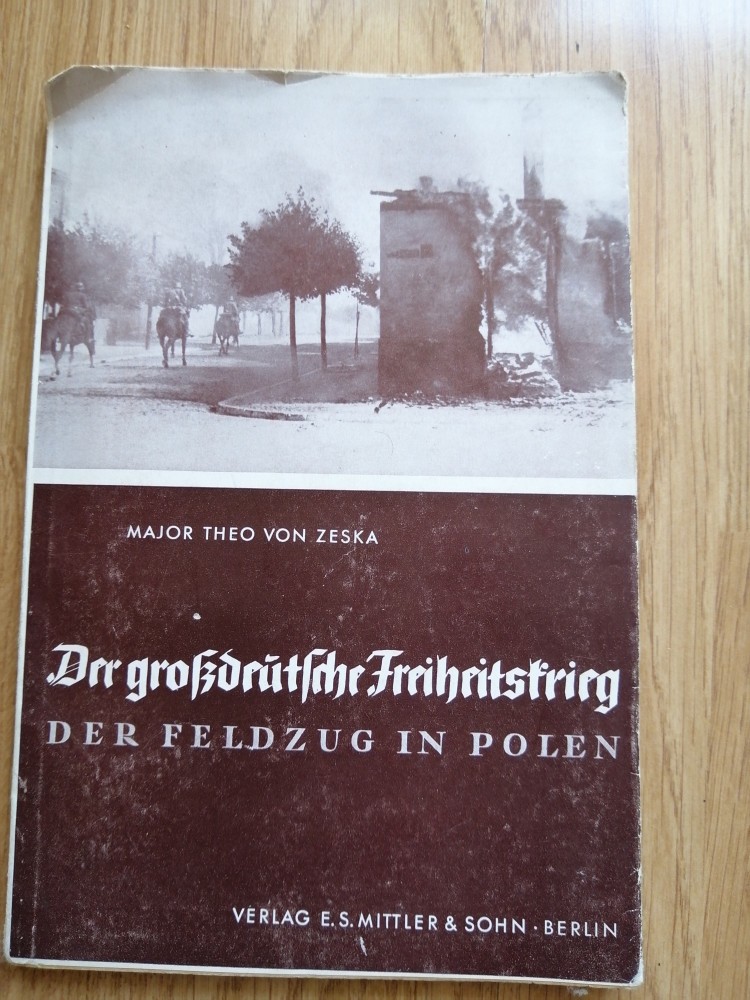 MAJOR THEO VON ZESKA
Der großdeutsche Freiheitskrieg
DER FELDZUG IN POLEN
VERLAG E. S. MITTLER & SOHN · BERLIN